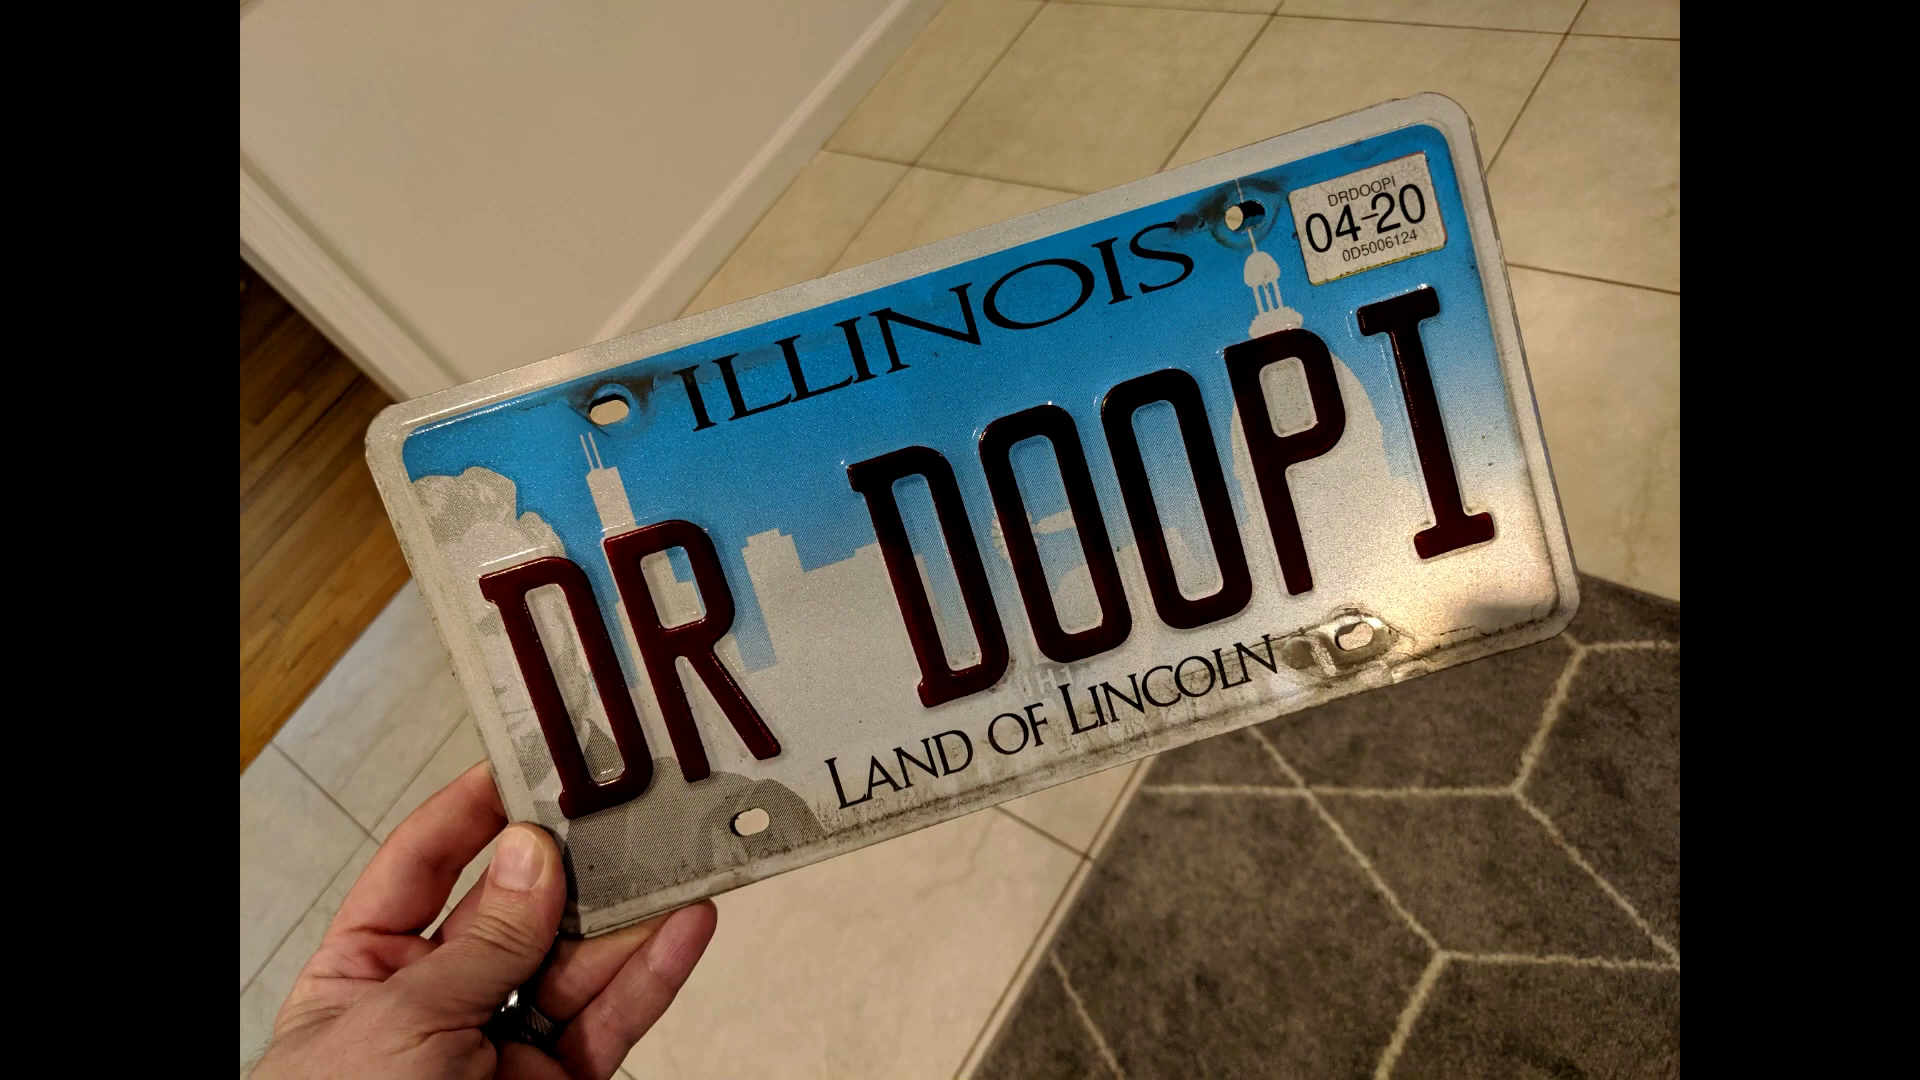 ILLINOIS
DRDOOPI
04-20
0D5006124
DR DOOPI
LAND OF LINCOLN